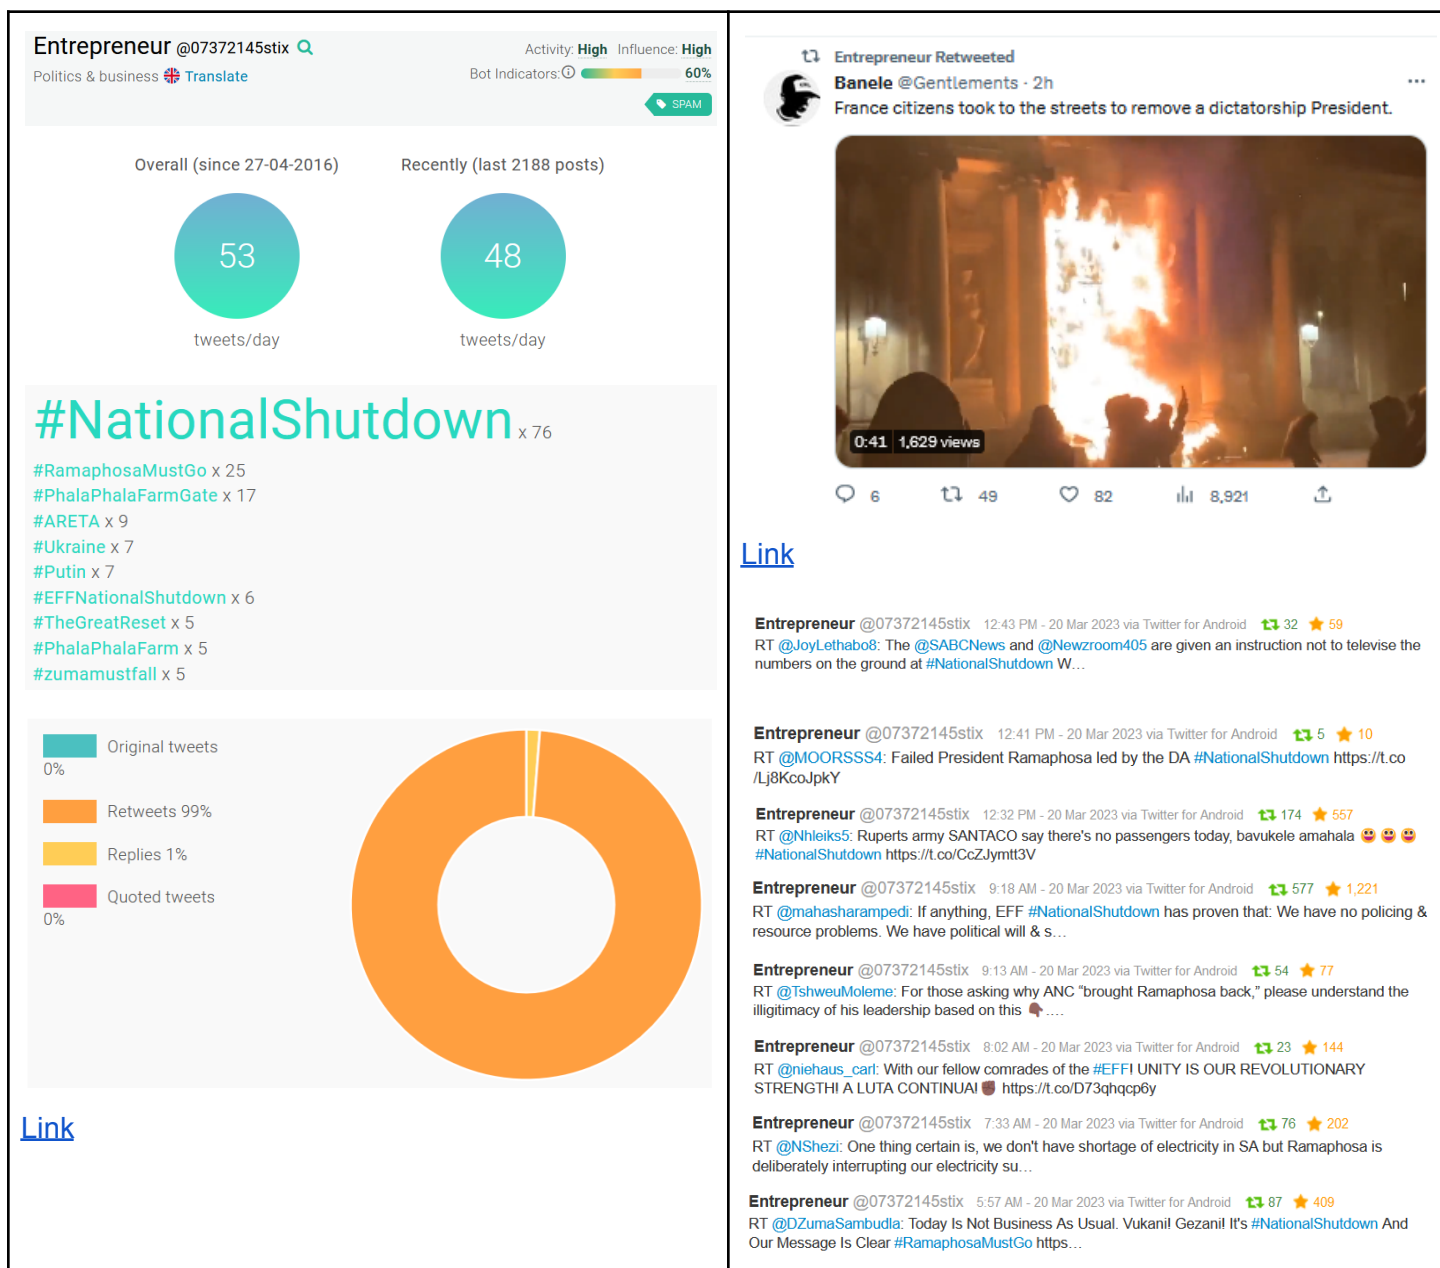 Entrepreneur @07372145stix
Activity: High Influence: High
Politics & business Translate
Bot Indicators: 60%
SPAM
Overall (since 27-04-2016)
Recently (last 2188 posts)
53
48
tweets/day
tweets/day
#NationalShutdown x 76
#RamaphosaMustGo x 25
#PhalaPhalaFarmGate x 17
#ARETA x 9
#Ukraine x 7
#Putin x 7
#EFFNationalShutdown x 6
#TheGreatReset x 5
#PhalaPhalaFarm x 5
#zumamustfall x 5
Original tweets
0%
Retweets 99%
Replies 1%
Quoted tweets
0%
Link
Entrepreneur Retweeted
Banele @Gentlements · 2h
France citizens took to the streets to remove a dictatorship President.
0:41 1,629 views
6 49 82 8,921
Link
Entrepreneur @07372145stix 12:43 PM - 20 Mar 2023 via Twitter for Android 32 59
RT @JoyLethabo8: The @SABCNews and @Newzroom405 are given an instruction not to televise the
numbers on the ground at #NationalShutdown W…
Entrepreneur @07372145stix 12:41 PM - 20 Mar 2023 via Twitter for Android 5 10
RT @MOORSSS4: Failed President Ramaphosa led by the DA #NationalShutdown https://t.co
/Lj8KcoJpkY
Entrepreneur @07372145stix 12:32 PM - 20 Mar 2023 via Twitter for Android 174 557
RT @Nhleiks5: Ruperts army SANTACO say there's no passengers today, bavukele amahala 😃 😃 😃
#NationalShutdown https://t.co/CcZJymtt3V
Entrepreneur @07372145stix 9:18 AM - 20 Mar 2023 via Twitter for Android 577 1,221
RT @mahasharampedi: If anything, EFF #NationalShutdown has proven that: We have no policing &
resource problems. We have political will & s…
Entrepreneur @07372145stix 9:13 AM - 20 Mar 2023 via Twitter for Android 54 77
RT @TshweuMoleme: For those asking why ANC “brought Ramaphosa back,” please understand the
illigitimacy of his leadership based on this 👇🏾….
Entrepreneur @07372145stix 8:02 AM - 20 Mar 2023 via Twitter for Android 23 144
RT @niehaus_carl: With our fellow comrades of the #EFF! UNITY IS OUR REVOLUTIONARY
STRENGTH! A LUTA CONTINUA! ✊🏿 https://t.co/D73qhqcp6y
Entrepreneur @07372145stix 7:33 AM - 20 Mar 2023 via Twitter for Android 76 202
RT @NShezi: One thing certain is, we don't have shortage of electricity in SA but Ramaphosa is
deliberately interrupting our electricity su…
Entrepreneur @07372145stix 5:57 AM - 20 Mar 2023 via Twitter for Android 87 409
RT @DZumaSambudla: Today Is Not Business As Usual. Vukani! Gezani! It's #NationalShutdown And
Our Message Is Clear #RamaphosaMustGo https…